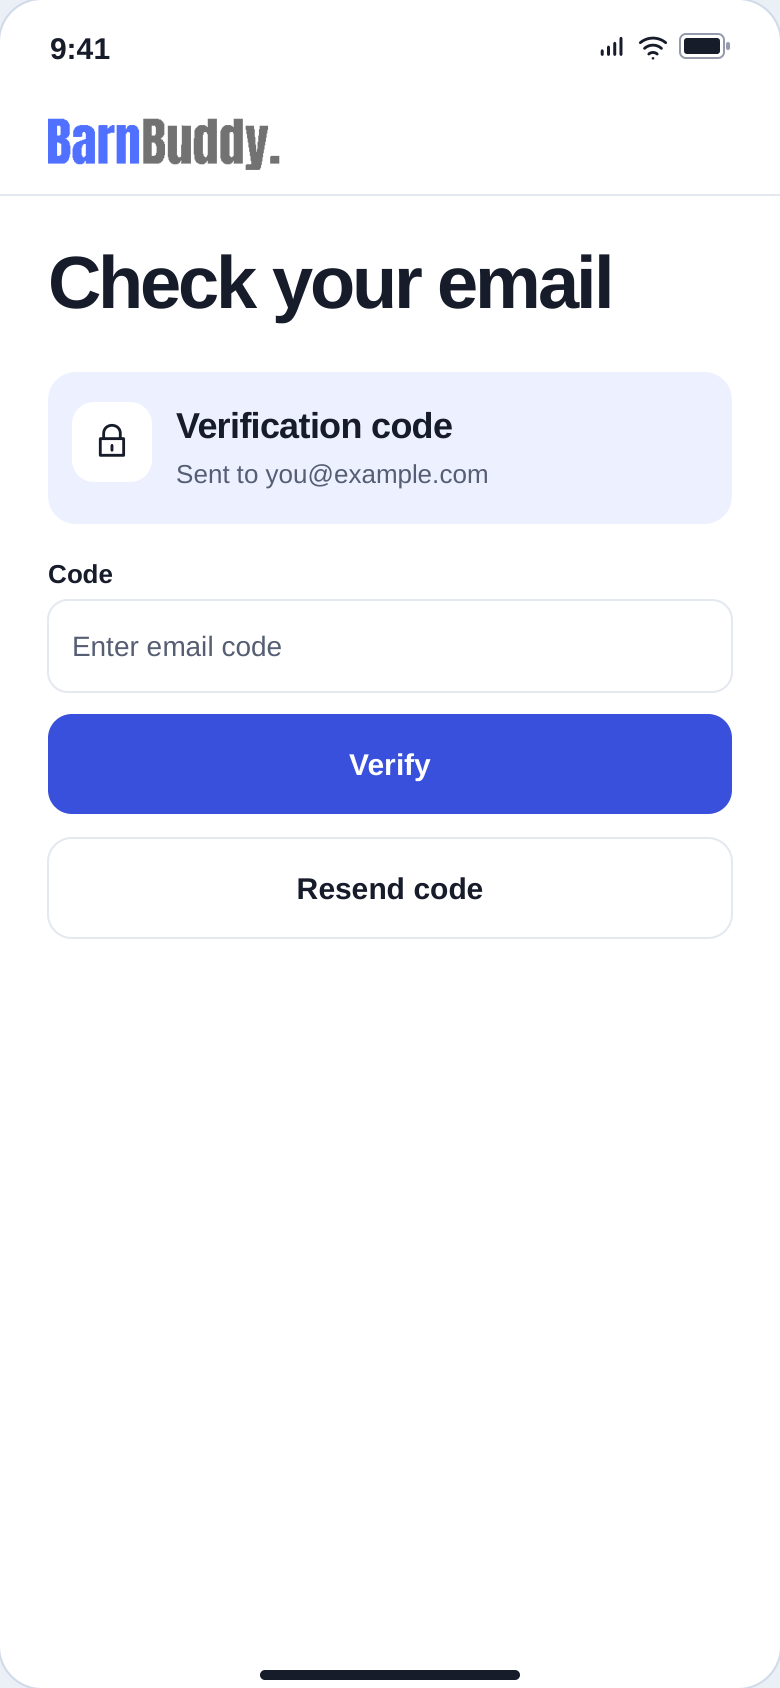 9:41
BarnBuddy.
Check your email
Verification code
Sent to you@example.com
Code
Enter email code
Verify
Resend code